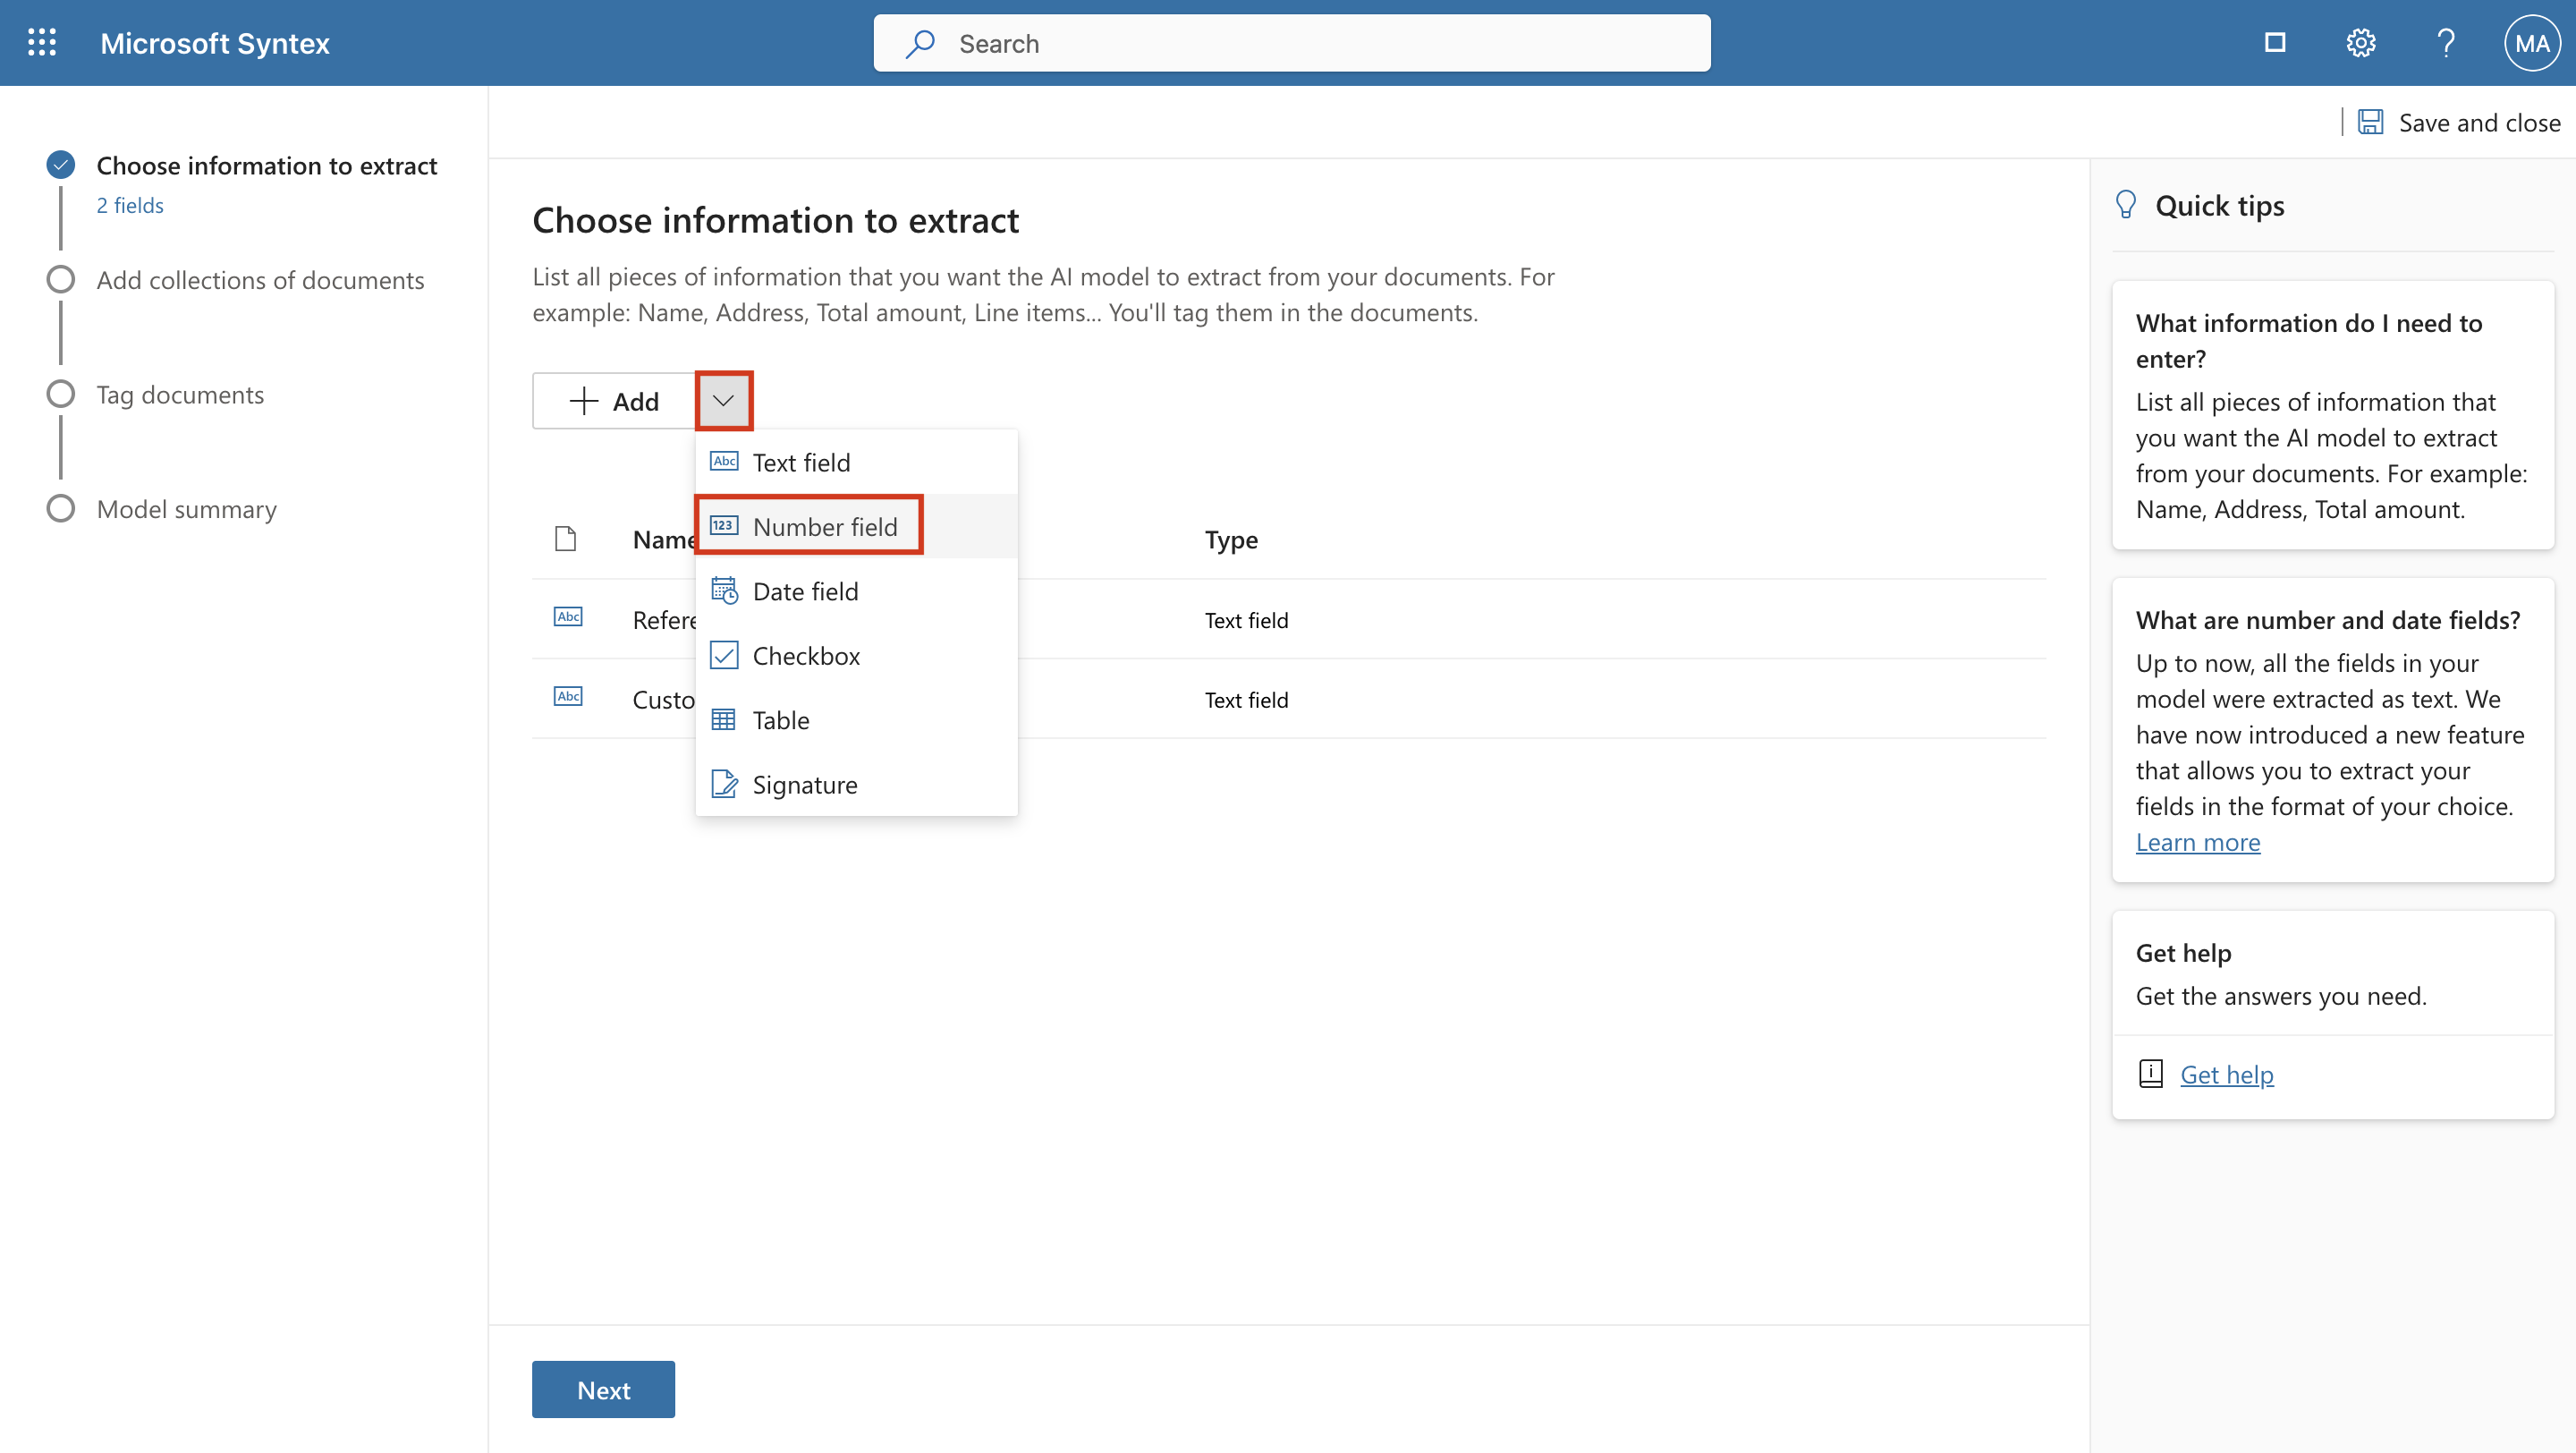 Microsoft Syntex
Search
MA
Save and close
Choose information to extract
2 fields
Add collections of documents
Tag documents
Model summary
Choose information to extract
List all pieces of information that you want the AI model to extract from your documents. For
example: Name, Address, Total amount, Line items... You'll tag them in the documents.
Add
Abc Text field
123 Number field
Date field
Checkbox
Table
Signature
Name
Type
Abc Refere
Text field
Abc Custo
Text field
Next
Quick tips
What information do I need to
enter?
List all pieces of information that
you want the AI model to extract
from your documents. For example:
Name, Address, Total amount.
What are number and date fields?
Up to now, all the fields in your
model were extracted as text. We
have now introduced a new feature
that allows you to extract your
fields in the format of your choice.
Learn more
Get help
Get the answers you need.
Get help